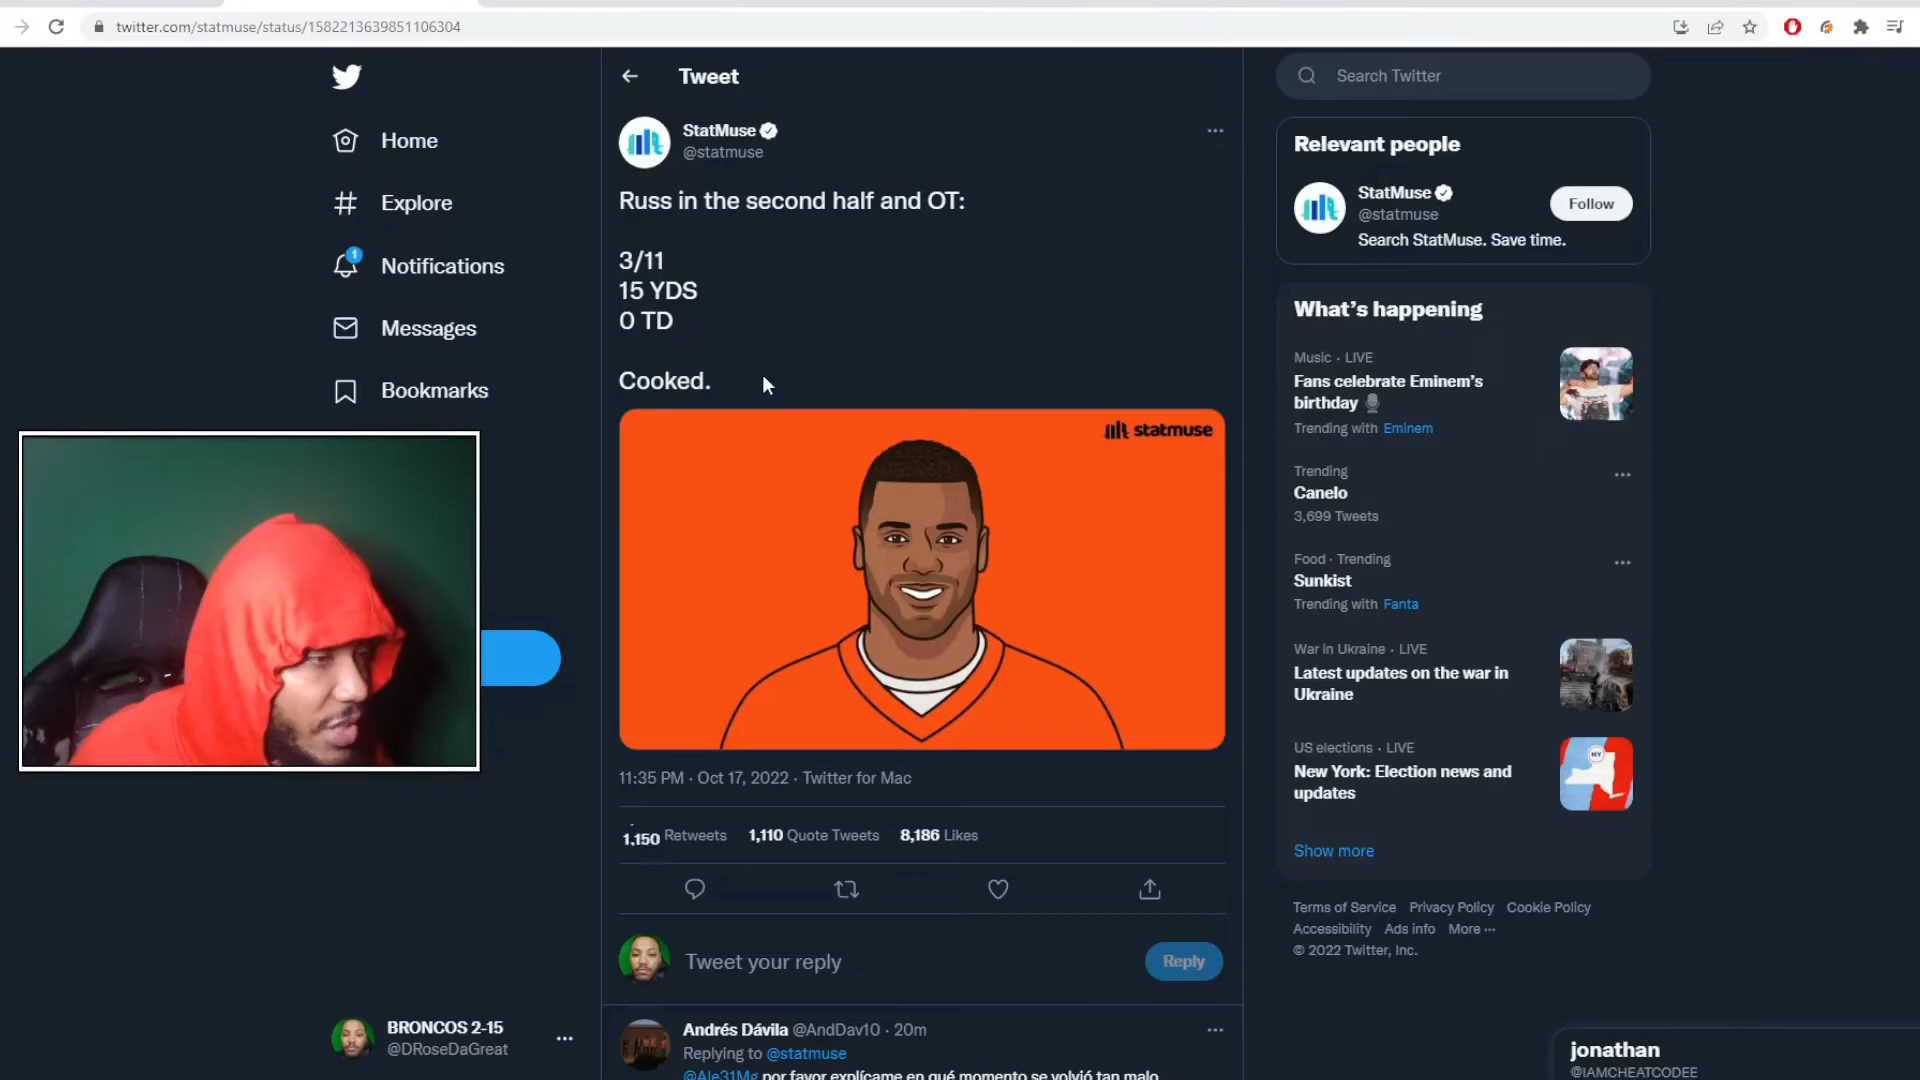 twitter.com/statmuse/status/1582213639851106304
Home
Explore
Notifications
1
Messages
Bookmarks
BRONCOS 2-15
@DRoseDaGreat
Tweet
StatMuse
@statmuse
Russ in the second half and OT:
3/11
15 YDS
0 TD
Cooked.
statmuse
11:35 PM · Oct 17, 2022 · Twitter for Mac
1,150 Retweets 1,110 Quote Tweets 8,186 Likes
Tweet your reply
Reply
Andrés Dávila @AndDav10 · 20m
Replying to @statmuse
@Ale31Mg por favor explícame en qué momento se volvió tan malo
Search Twitter
Relevant people
StatMuse
@statmuse
Follow
Search StatMuse. Save time.
What's happening
Music · LIVE
Fans celebrate Eminem's
birthday
Trending with Eminem
Trending
Canelo
3,699 Tweets
Food · Trending
Sunkist
Trending with Fanta
War in Ukraine · LIVE
Latest updates on the war in
Ukraine
US elections · LIVE
New York: Election news and
updates
NY
Show more
Terms of Service Privacy Policy Cookie Policy
Accessibility Ads info More ···
© 2022 Twitter, Inc.
jonathan
@IAMCHEATCODEE